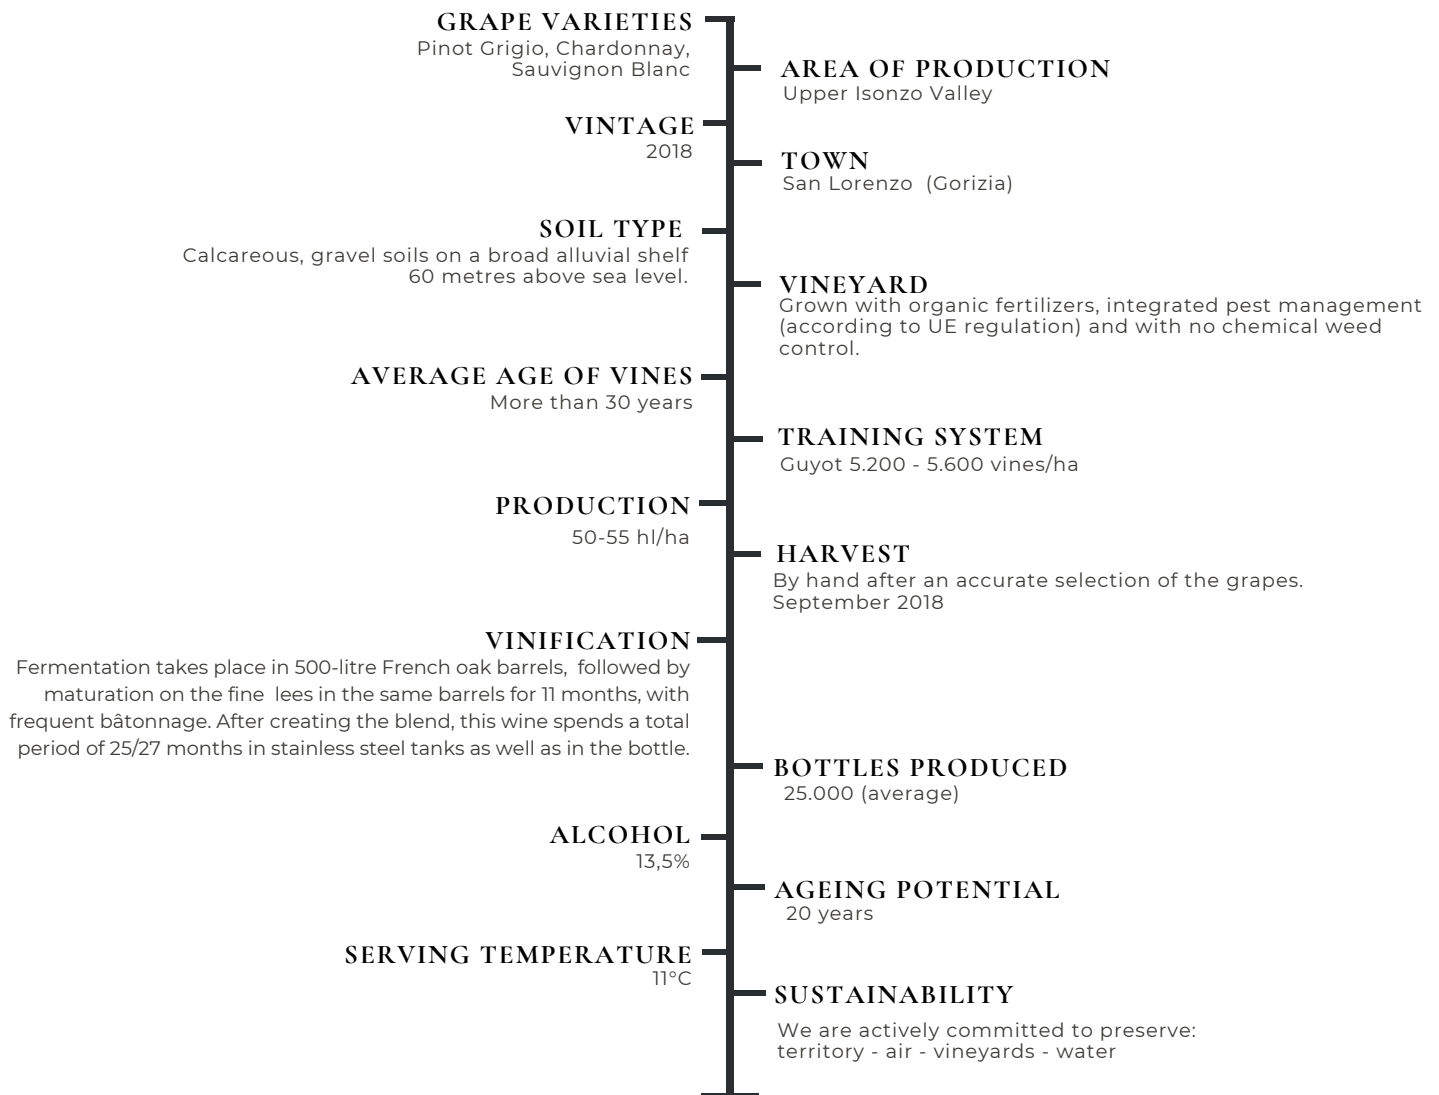 GRAPE VARIETIES
Pinot Grigio, Chardonnay,
Sauvignon Blanc
AREA OF PRODUCTION
Upper Isonzo Valley
VINTAGE
2018
TOWN
San Lorenzo (Gorizia)
SOIL TYPE
Calcareous, gravel soils on a broad alluvial shelf
60 metres above sea level.
VINEYARD
Grown with organic fertilizers, integrated pest management
(according to UE regulation) and with no chemical weed
control.
AVERAGE AGE OF VINES
More than 30 years
TRAINING SYSTEM
Guyot 5.200 - 5.600 vines/ha
PRODUCTION
50-55 hl/ha
HARVEST
By hand after an accurate selection of the grapes.
September 2018
VINIFICATION
Fermentation takes place in 500-litre French oak barrels, followed by
maturation on the fine lees in the same barrels for 11 months, with
frequent bâtonnage. After creating the blend, this wine spends a total
period of 25/27 months in stainless steel tanks as well as in the bottle.
BOTTLES PRODUCED
25.000 (average)
ALCOHOL
13,5%
AGEING POTENTIAL
20 years
SERVING TEMPERATURE
11°C
SUSTAINABILITY
We are actively committed to preserve:
territory - air - vineyards - water